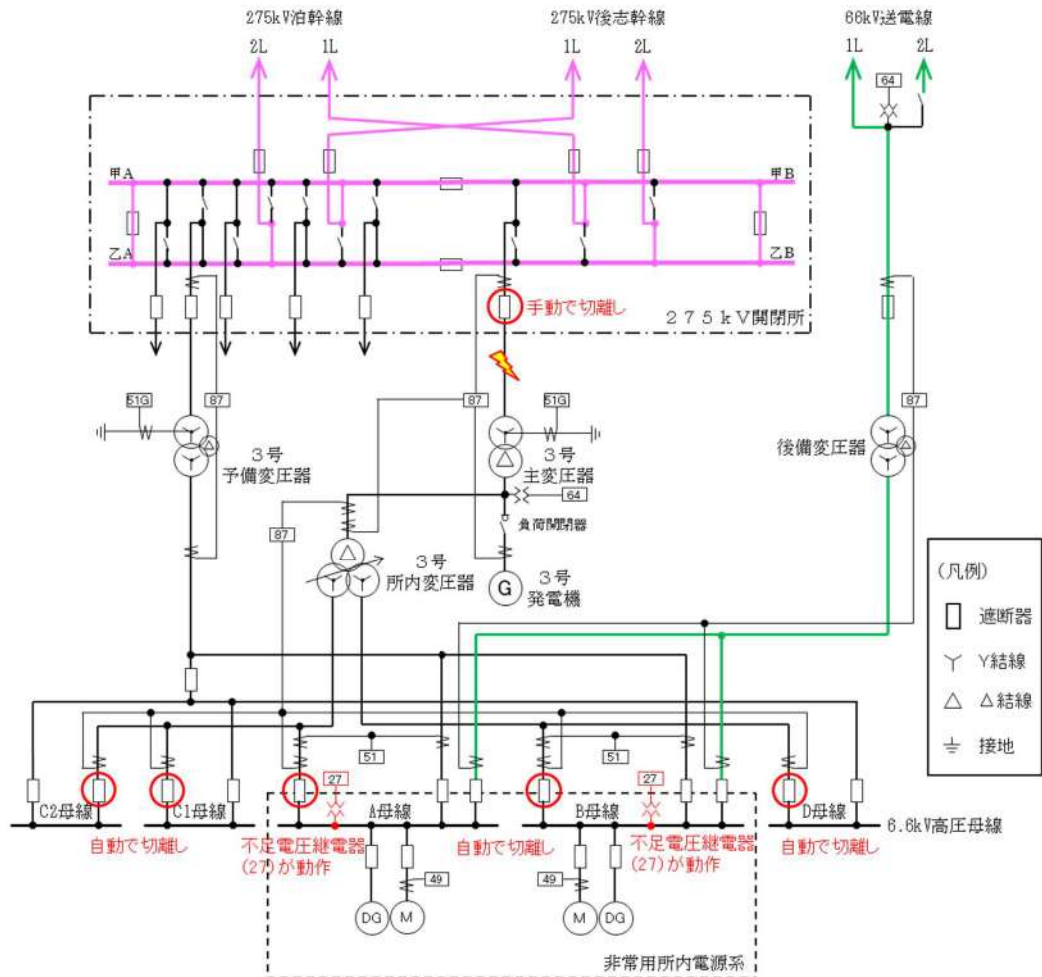 275kV泊幹線
275kV後志幹線
66kV送電線
2L
1L
1L
2L
1L
2L
64
甲A
甲B
乙A
乙B
手動で切離し
275kV開閉所
51G
87
87
51G
87
3号
予備変圧器
3号
主変圧器
後備変圧器
64
87
負荷開閉器
3号
所内変圧器
G
3号
発電機
(凡例)
遮断器
Y結線
Δ結線
接地
51
51
27
27
C2母線
C1母線
A母線
B母線
D母線
6.6kV高圧母線
自動で切離し
不足電圧継電器
(27)が動作
自動で切離し
不足電圧継電器
(27)が動作
自動で切離し
49
49
DG
M
M
DG
非常用所内電源系